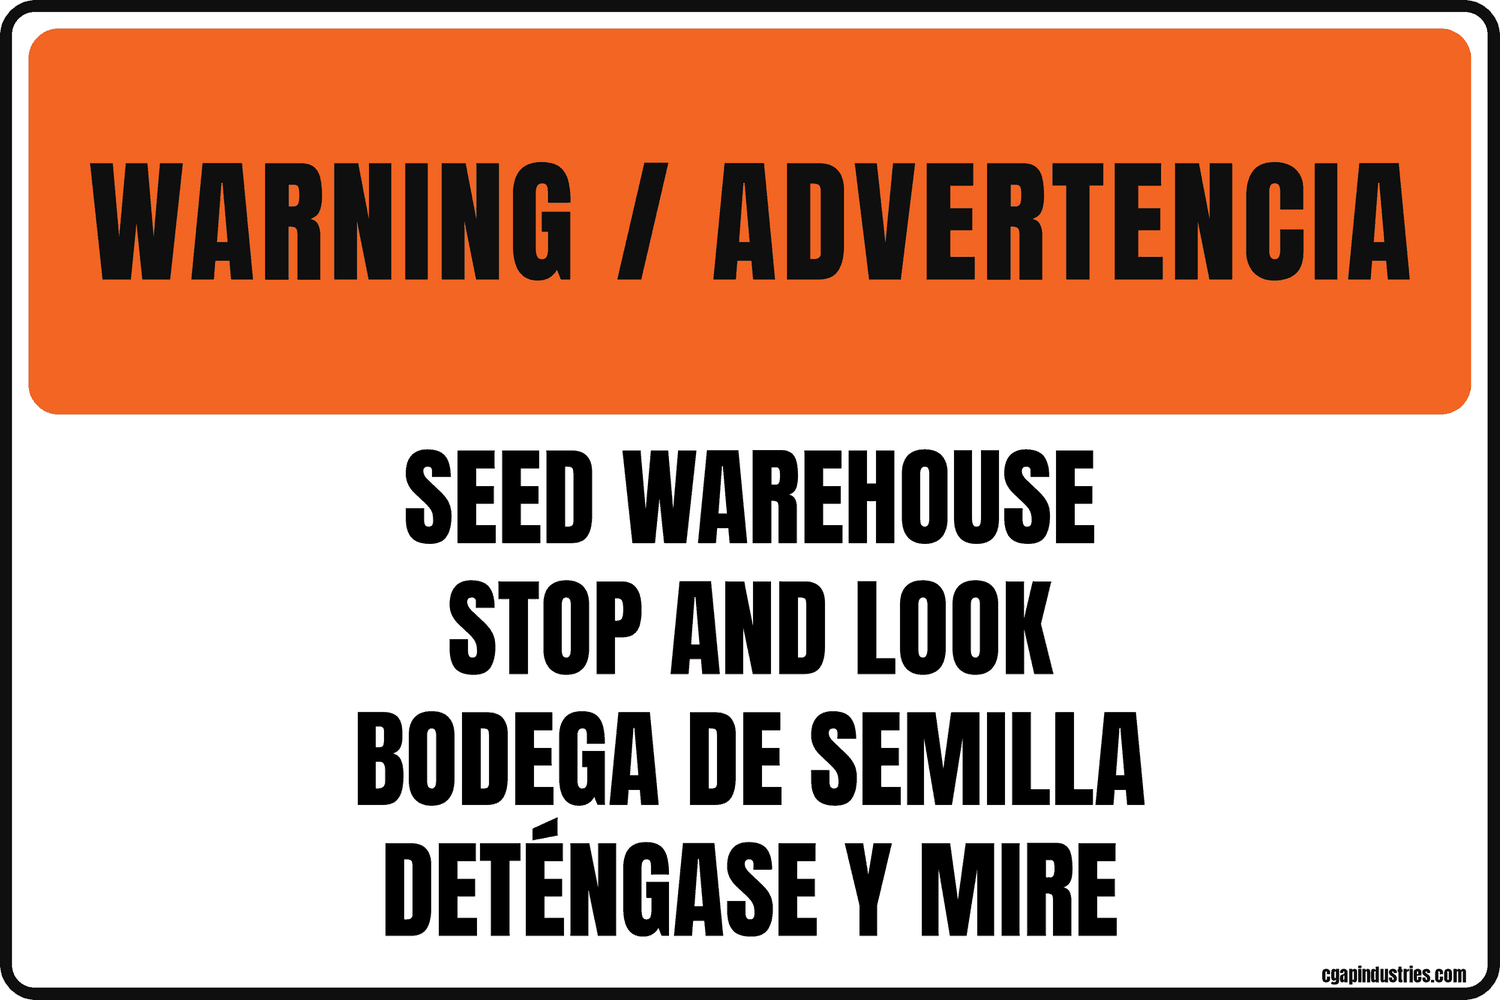 WARNING / ADVERTENCIA
SEED WAREHOUSE
STOP AND LOOK
BODEGA DE SEMILLA
DETÉNGASE Y MIRE
cgapindustries.com